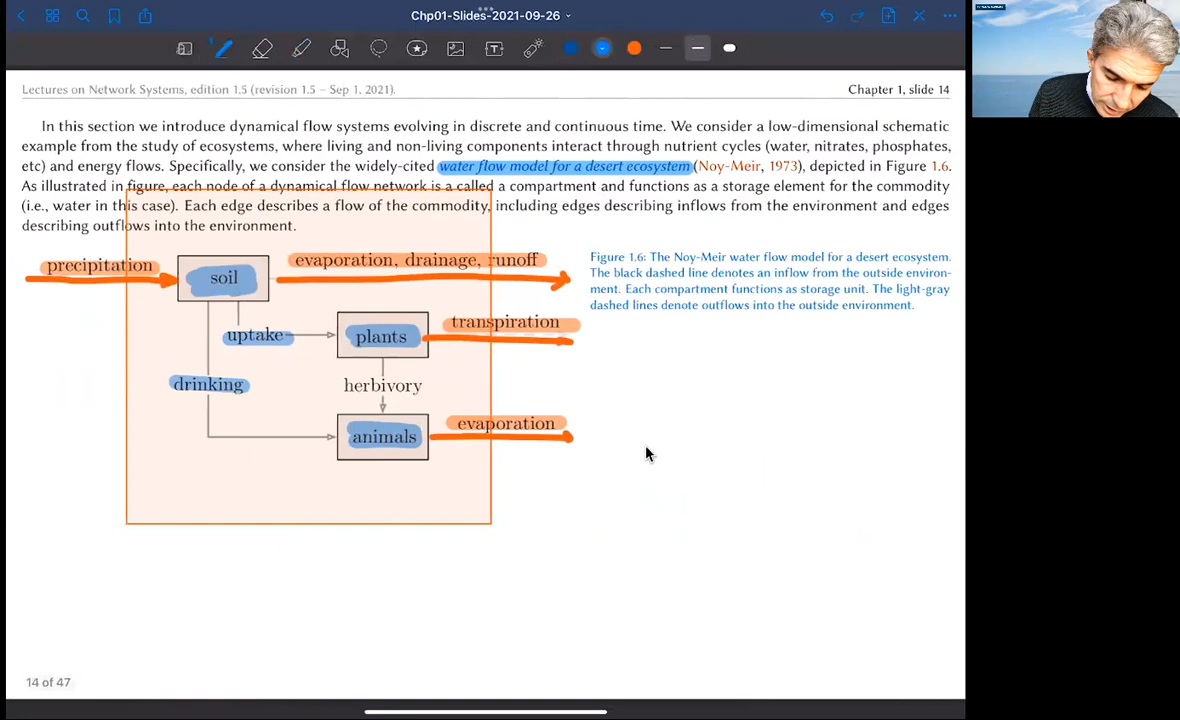 Chp01-Slides-2021-09-26
Lectures on Network Systems, edition 1.5 (revision 1.5 – Sep 1, 2021).
Chapter 1, slide 14
In this section we introduce dynamical flow systems evolving in discrete and continuous time. We consider a low-dimensional schematic
example from the study of ecosystems, where living and non-living components interact through nutrient cycles (water, nitrates, phosphates,
etc) and energy flows. Specifically, we consider the widely-cited water flow model for a desert ecosystem (Noy-Meir, 1973), depicted in Figure 1.6.
As illustrated in figure, each node of a dynamical flow network is a called a compartment and functions as a storage element for the commodity
(i.e., water in this case). Each edge describes a flow of the commodity, including edges describing inflows from the environment and edges
describing outflows into the environment.
precipitation
soil
evaporation, drainage, runoff
uptake
plants
transpiration
drinking
herbivory
animals
evaporation
Figure 1.6: The Noy-Meir water flow model for a desert ecosystem.
The black dashed line denotes an inflow from the outside environ-
ment. Each compartment functions as storage unit. The light-gray
dashed lines denote outflows into the outside environment.
14 of 47